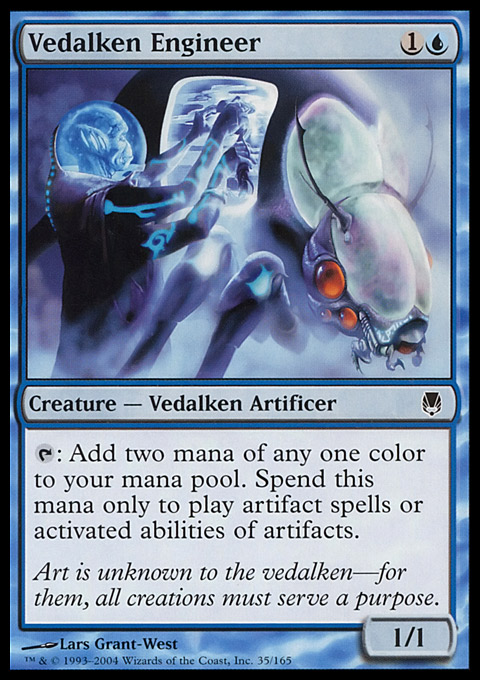 Vedalken Engineer 1
Creature — Vedalken Artificer
: Add two mana of any one color
to your mana pool. Spend this
mana only to play artifact spells or
activated abilities of artifacts.
Art is unknown to the vedalken—for
them, all creations must serve a purpose.
Lars Grant-West
1/1
™ & © 1993–2004 Wizards of the Coast, Inc. 35/165